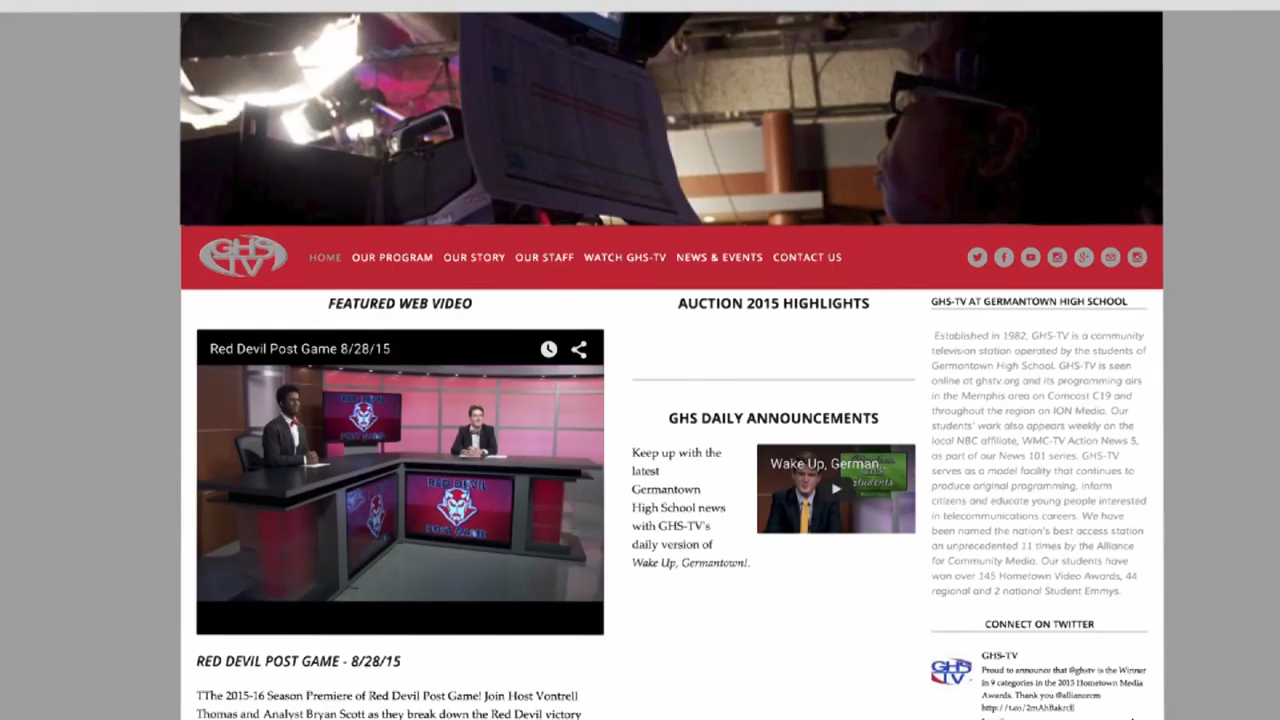 GHS
TV
HOME OUR PROGRAM OUR STORY OUR STAFF WATCH GHS-TV NEWS & EVENTS CONTACT US
FEATURED WEB VIDEO
Red Devil Post Game 8/28/15
RED DEVIL
POST GAME
RED DEVIL
POST GAME
RED DEVIL - 8/28/15
TThe 2015-16 Season Premiere of Red Devil Post Game! Join Host Vontrell
Thomas and Analyst Bryan Scott as they break down the Red Devil victory
AUCTION 2015 HIGHLIGHTS
GHS DAILY ANNOUNCEMENTS
Keep up with the
latest
Germantown
High School news
with GHS-TV's
daily version of
Wake Up, Germantown!.
Wake Up, German...
Students
GHS-TV AT GERMANTOWN HIGH SCHOOL
Established in 1982, GHS-TV is a community
television station operated by the students of
Germantown High School. GHS-TV is seen
online at ghstv.org and its programming airs
in the Memphis area on Comcast C19 and
throughout the region on ION Media. Our
students' work also appears weekly on the
local NBC affiliate, WMC-TV Action News 5,
as part of our News 101 series. GHS-TV
serves as a model facility that continues to
produce original programming, inform
citizens and educate young people interested
in telecommunications careers. We have
been named the nation's best access station
an unprecedented 11 times by the Alliance
for Community Media. Our students have
won over 145 Hometown Video Awards, 44
regional and 2 national Student Emmys.
CONNECT ON TWITTER
GHS
TV
GHS-TV
Proud to announce that @ghstv is the Winner
in 9 categories in the 2015 Hometown Media
Awards. Thank you @alliancecm